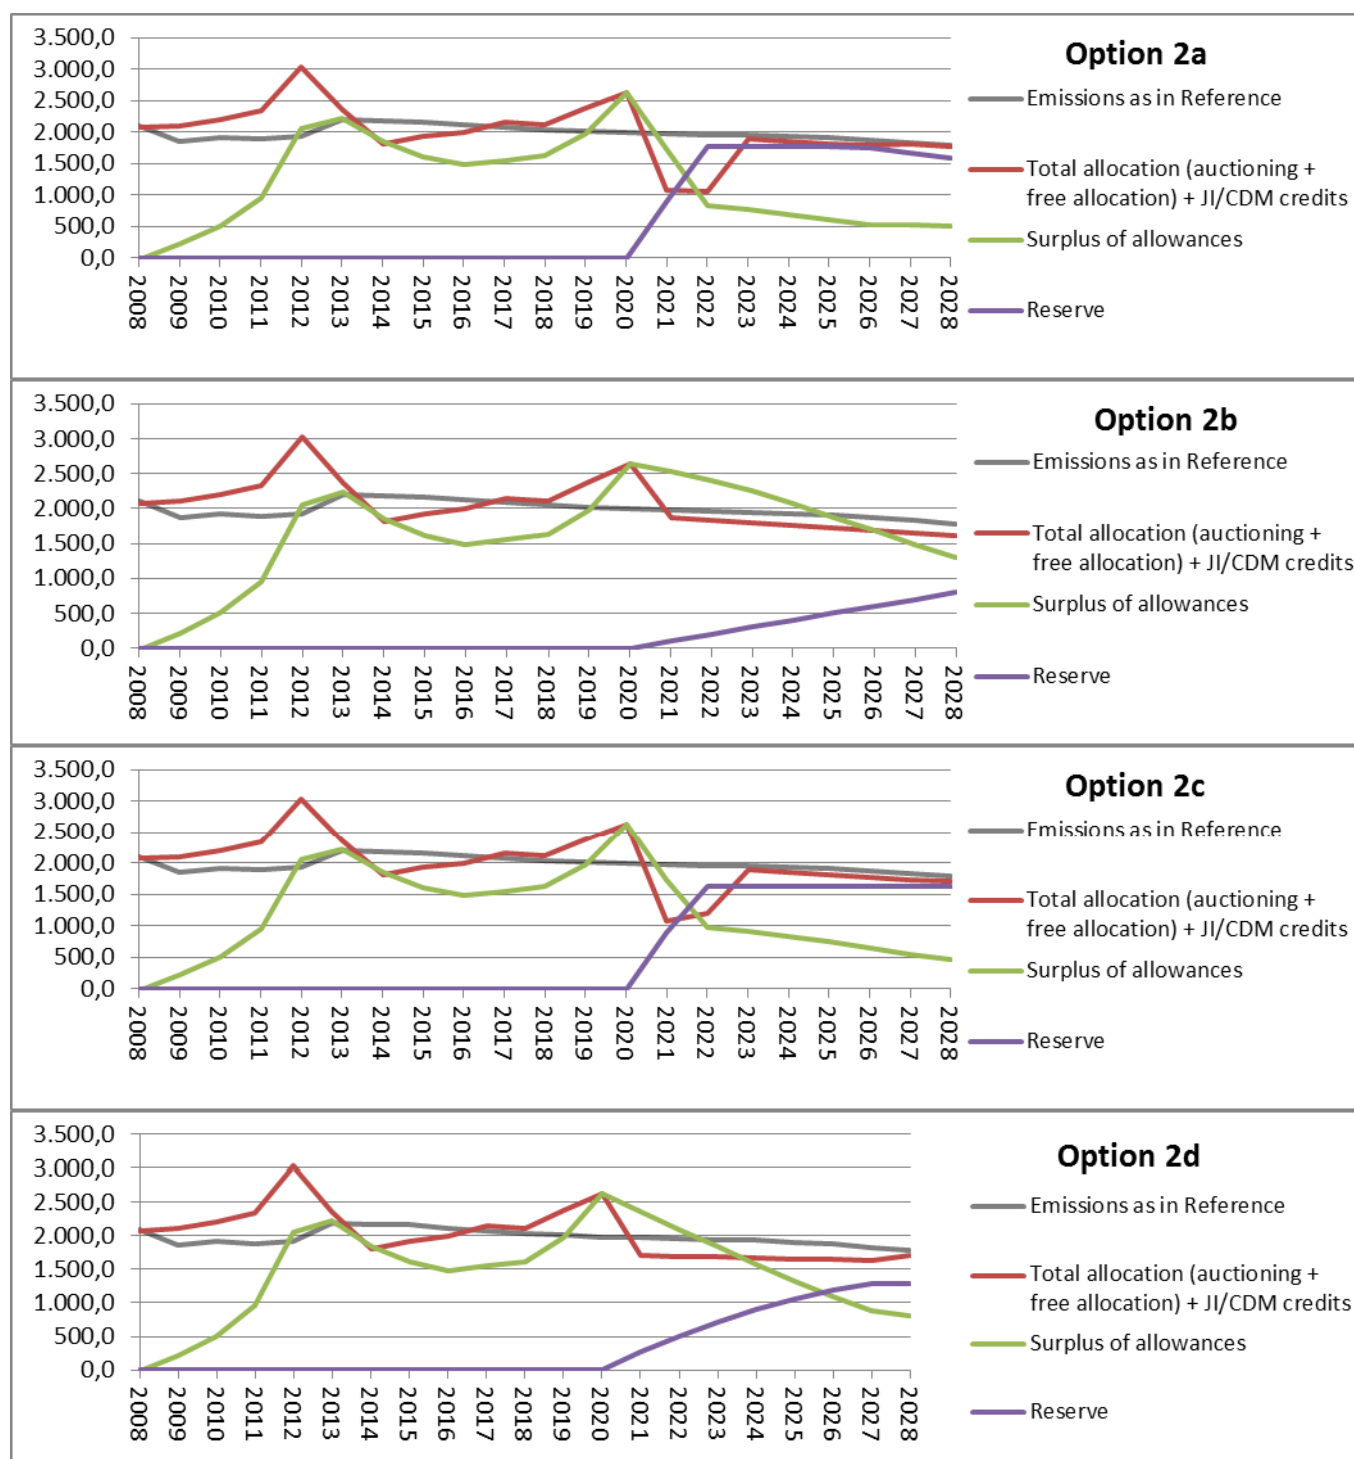 Option 2a
3.500,0
3.000,0
2.500,0
2.000,0
1.500,0
1.000,0
500,0
0,0
2008 2009 2010 2011 2012 2013 2014 2015 2016 2017 2018 2019 2020 2021 2022 2023 2024 2025 2026 2027 2028
Emissions as in Reference
Total allocation (auctioning +
free allocation) + JI/CDM credits
Surplus of allowances
Reserve
Option 2b
3.500,0
3.000,0
2.500,0
2.000,0
1.500,0
1.000,0
500,0
0,0
2008 2009 2010 2011 2012 2013 2014 2015 2016 2017 2018 2019 2020 2021 2022 2023 2024 2025 2026 2027 2028
Emissions as in Reference
Total allocation (auctioning +
free allocation) + JI/CDM credits
Surplus of allowances
Reserve
Option 2c
3.500,0
3.000,0
2.500,0
2.000,0
1.500,0
1.000,0
500,0
0,0
2008 2009 2010 2011 2012 2013 2014 2015 2016 2017 2018 2019 2020 2021 2022 2023 2024 2025 2026 2027 2028
Emissions as in Reference
Total allocation (auctioning +
free allocation) + JI/CDM credits
Surplus of allowances
Reserve
Option 2d
3.500,0
3.000,0
2.500,0
2.000,0
1.500,0
1.000,0
500,0
0,0
2008 2009 2010 2011 2012 2013 2014 2015 2016 2017 2018 2019 2020 2021 2022 2023 2024 2025 2026 2027 2028
Emissions as in Reference
Total allocation (auctioning +
free allocation) + JI/CDM credits
Surplus of allowances
Reserve